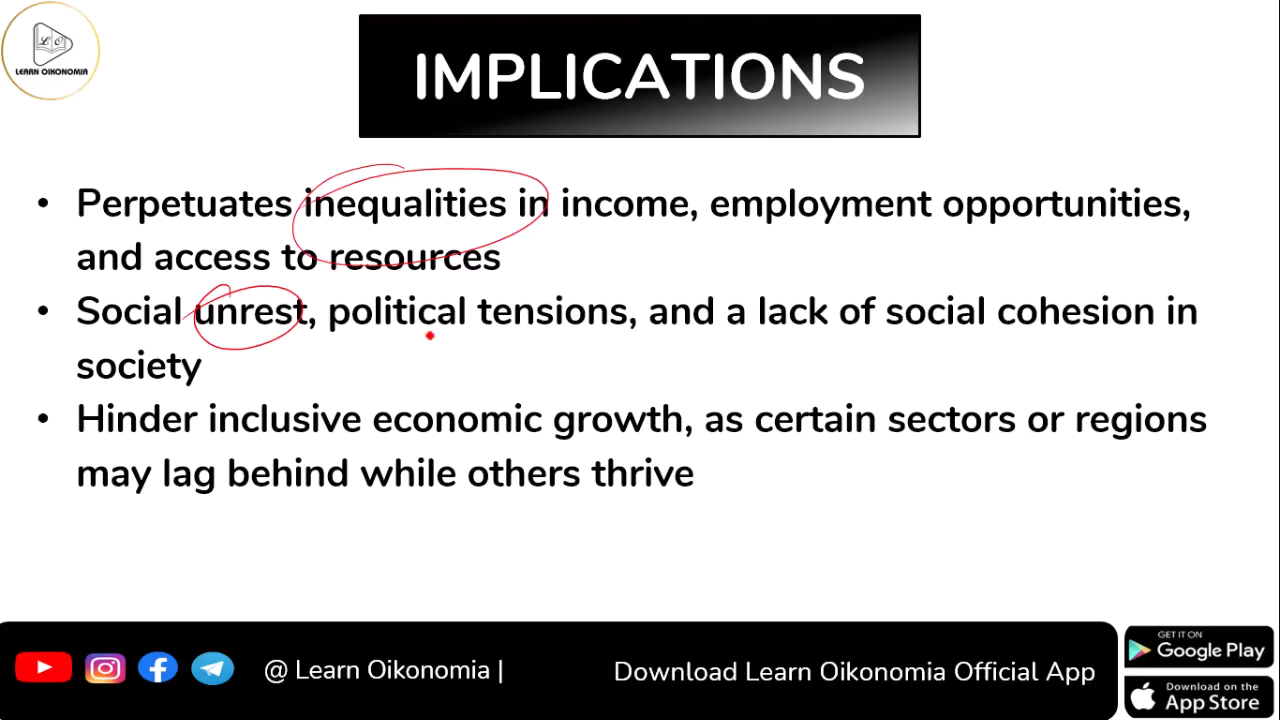 LO
LEARN OIKONOMIA
IMPLICATIONS
• Perpetuates inequalities in income, employment opportunities,
and access to resources
• Social unrest, political tensions, and a lack of social cohesion in
society
• Hinder inclusive economic growth, as certain sectors or regions
may lag behind while others thrive
@ Learn Oikonomia |
Download Learn Oikonomia Official App
GET IT ON
Google Play
Download on the
App Store